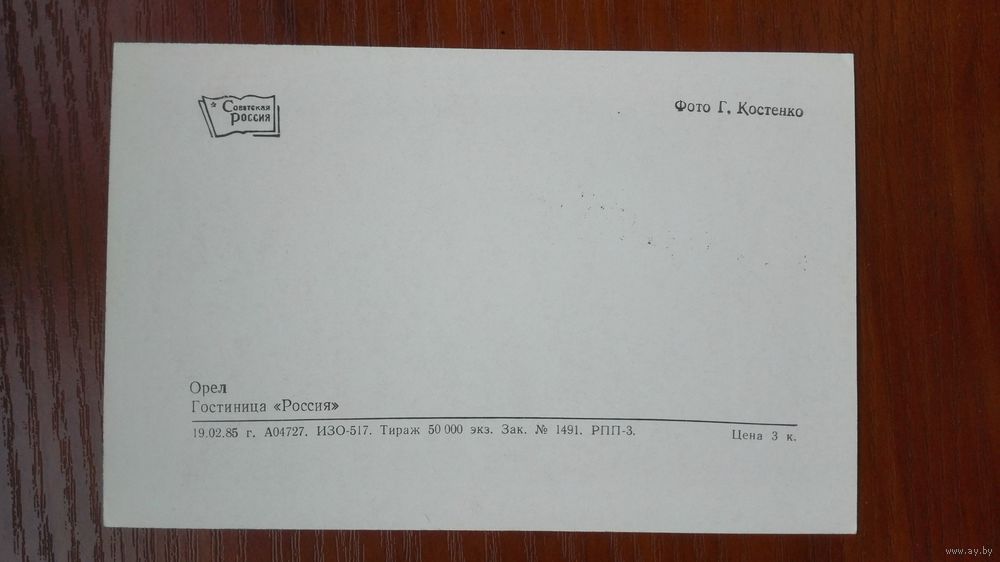 Советская
Россия
Фото Г. Костенко
Орел
Гостиница «Россия»
19.02.85 г. А04727. ИЗО-517. Тираж 50 000 экз. Зак. № 1491. РПП-3.
Цена 3 к.
www.ay.by